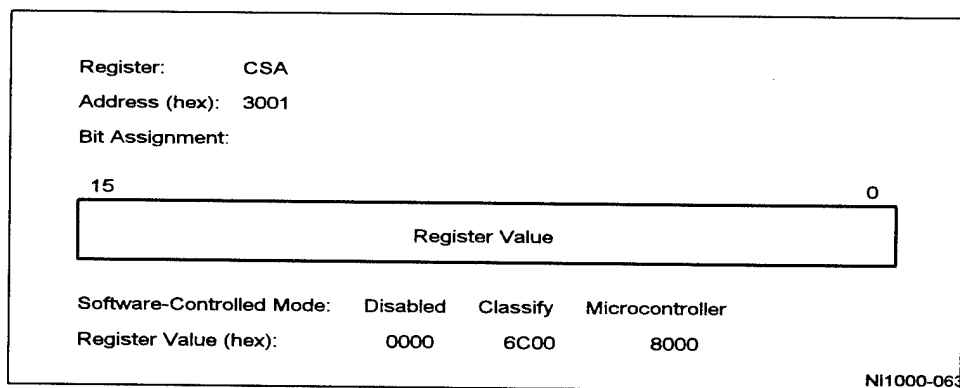 Register: CSA
Address (hex): 3001
Bit Assignment:
15 0
Register Value
Software-Controlled Mode: Disabled Classify Microcontroller
Register Value (hex): 0000 6C00 8000
Ni1000-063